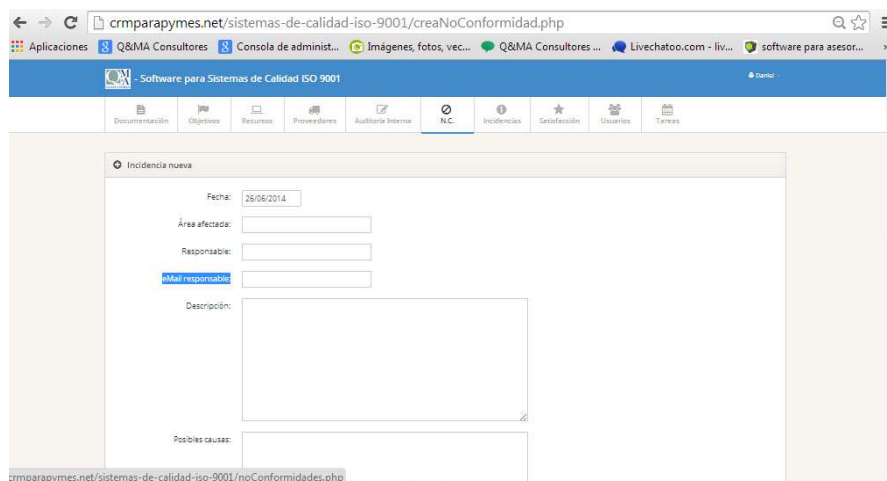 crmparapymes.net/sistemas-de-calidad-iso-9001/creaNoConformidad.php
Aplicaciones Q&MA Consultores Consola de administ... Imágenes, fotos, vec... Q&MA Consultores ... Livechatoo.com - liv... software para asesor...
- Software para Sistemas de Calidad ISO 9001 Daniel
Documentación Objetivos Recursos Proveedores Auditoría Interna N.C. Incidencias Satisfacción Usuarios Tareas
Incidencia nueva
Fecha: 26/06/2014
Área afectada:
Responsable:
eMail responsable:
Descripción:
Posibles causas:
crmparapymes.net/sistemas-de-calidad-iso-9001/noConformidades.php